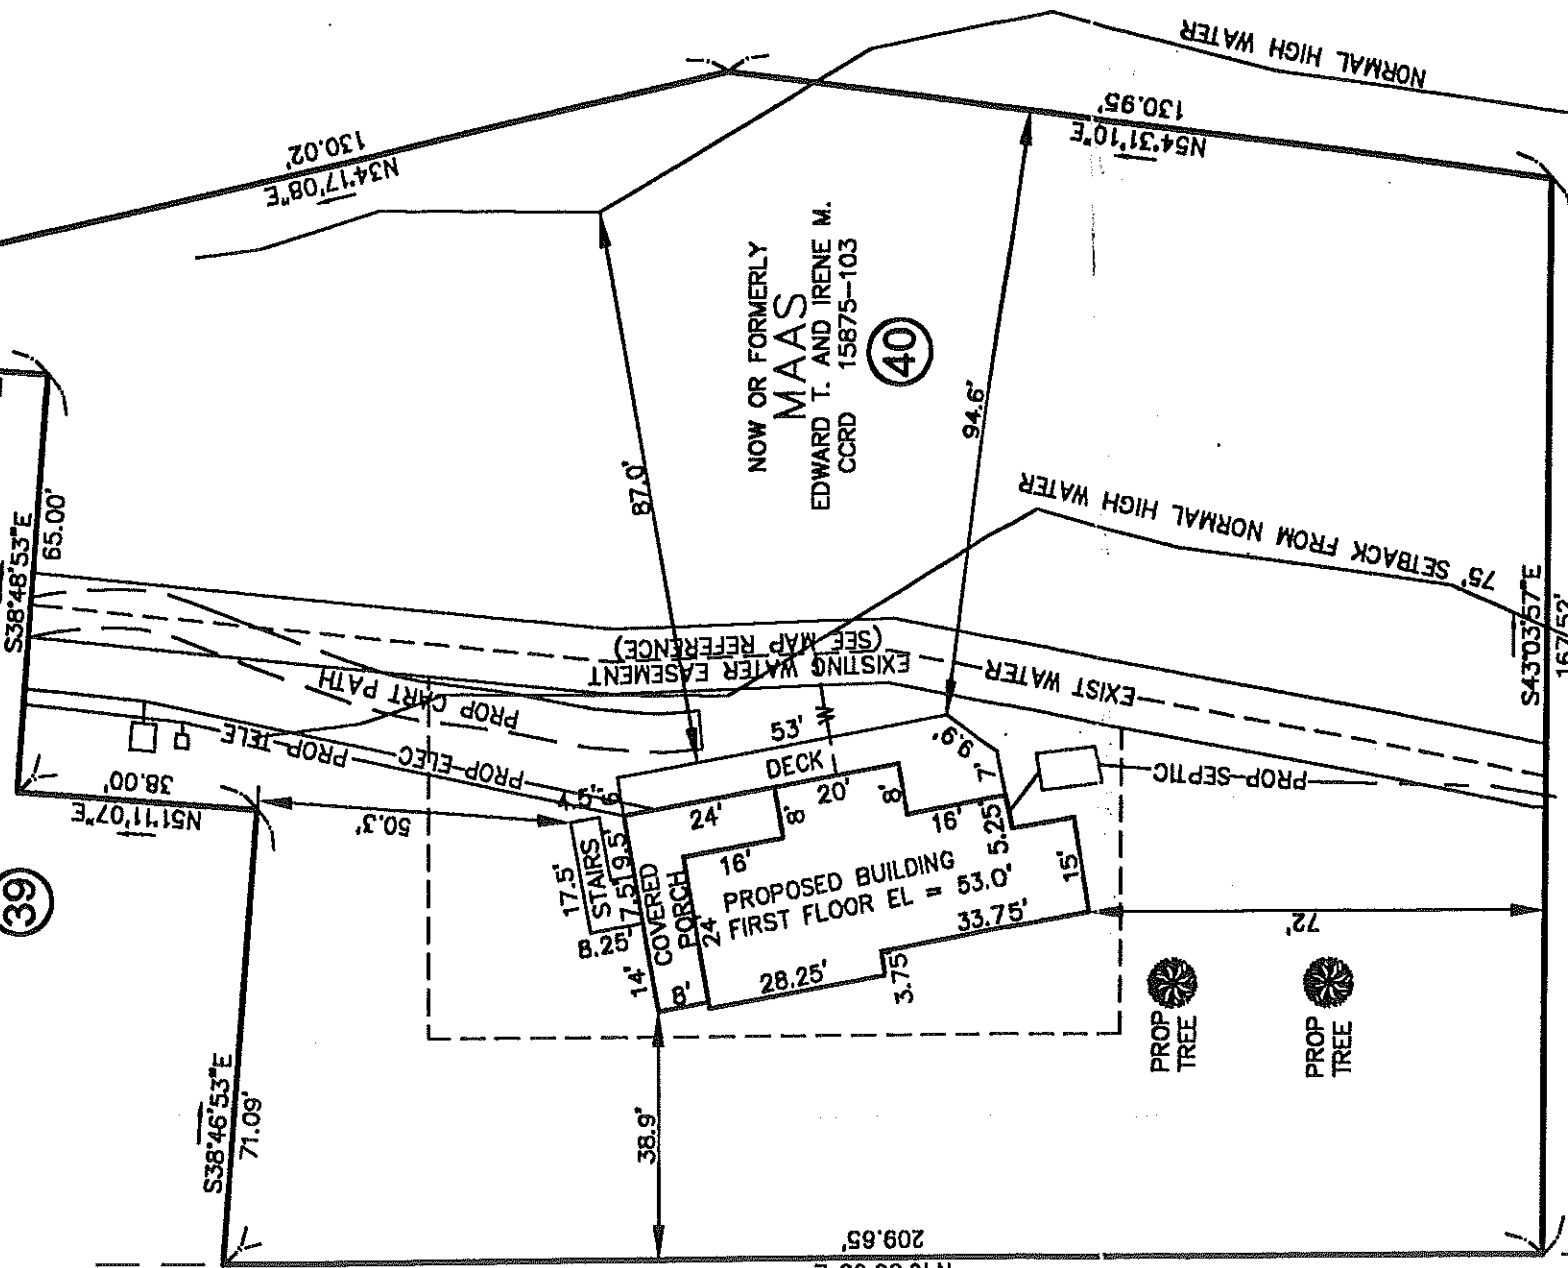 NORMAL HIGH WATER
130.02'
N34°17'08"E
130.95'
N54°31'10"E
NOW OR FORMERLY
MAAS
EDWARD T. AND IRENE M.
CCRD 15875-103
40
S38°48'53"E
65.00'
87.0'
94.6'
75' SETBACK FROM NORMAL HIGH WATER
EXISTING WATER EASEMENT
(SEE MAP REFERENCE)
EXIST WATER
S43°03'57"E
167.52'
PROP CART PATH
PROP ELEC
PROP TELE
N51°11'07"E
38.00'
50.3'
39
53'
W
DECK
9.9'
7'
4.5'
6'
24'
8'
20'
8'
16'
5.25'
15'
PROP SEPTIC
17.5'
STAIRS
7.5'
9.5'
8.25'
14'
COVERED
PORCH
8'
24'
16'
PROPOSED BUILDING
FIRST FLOOR EL = 53.0'
33.75'
28.25'
3.75'
72'
PROP
TREE
PROP
TREE
S38°46'53"E
71.09'
38.9'
209.65'